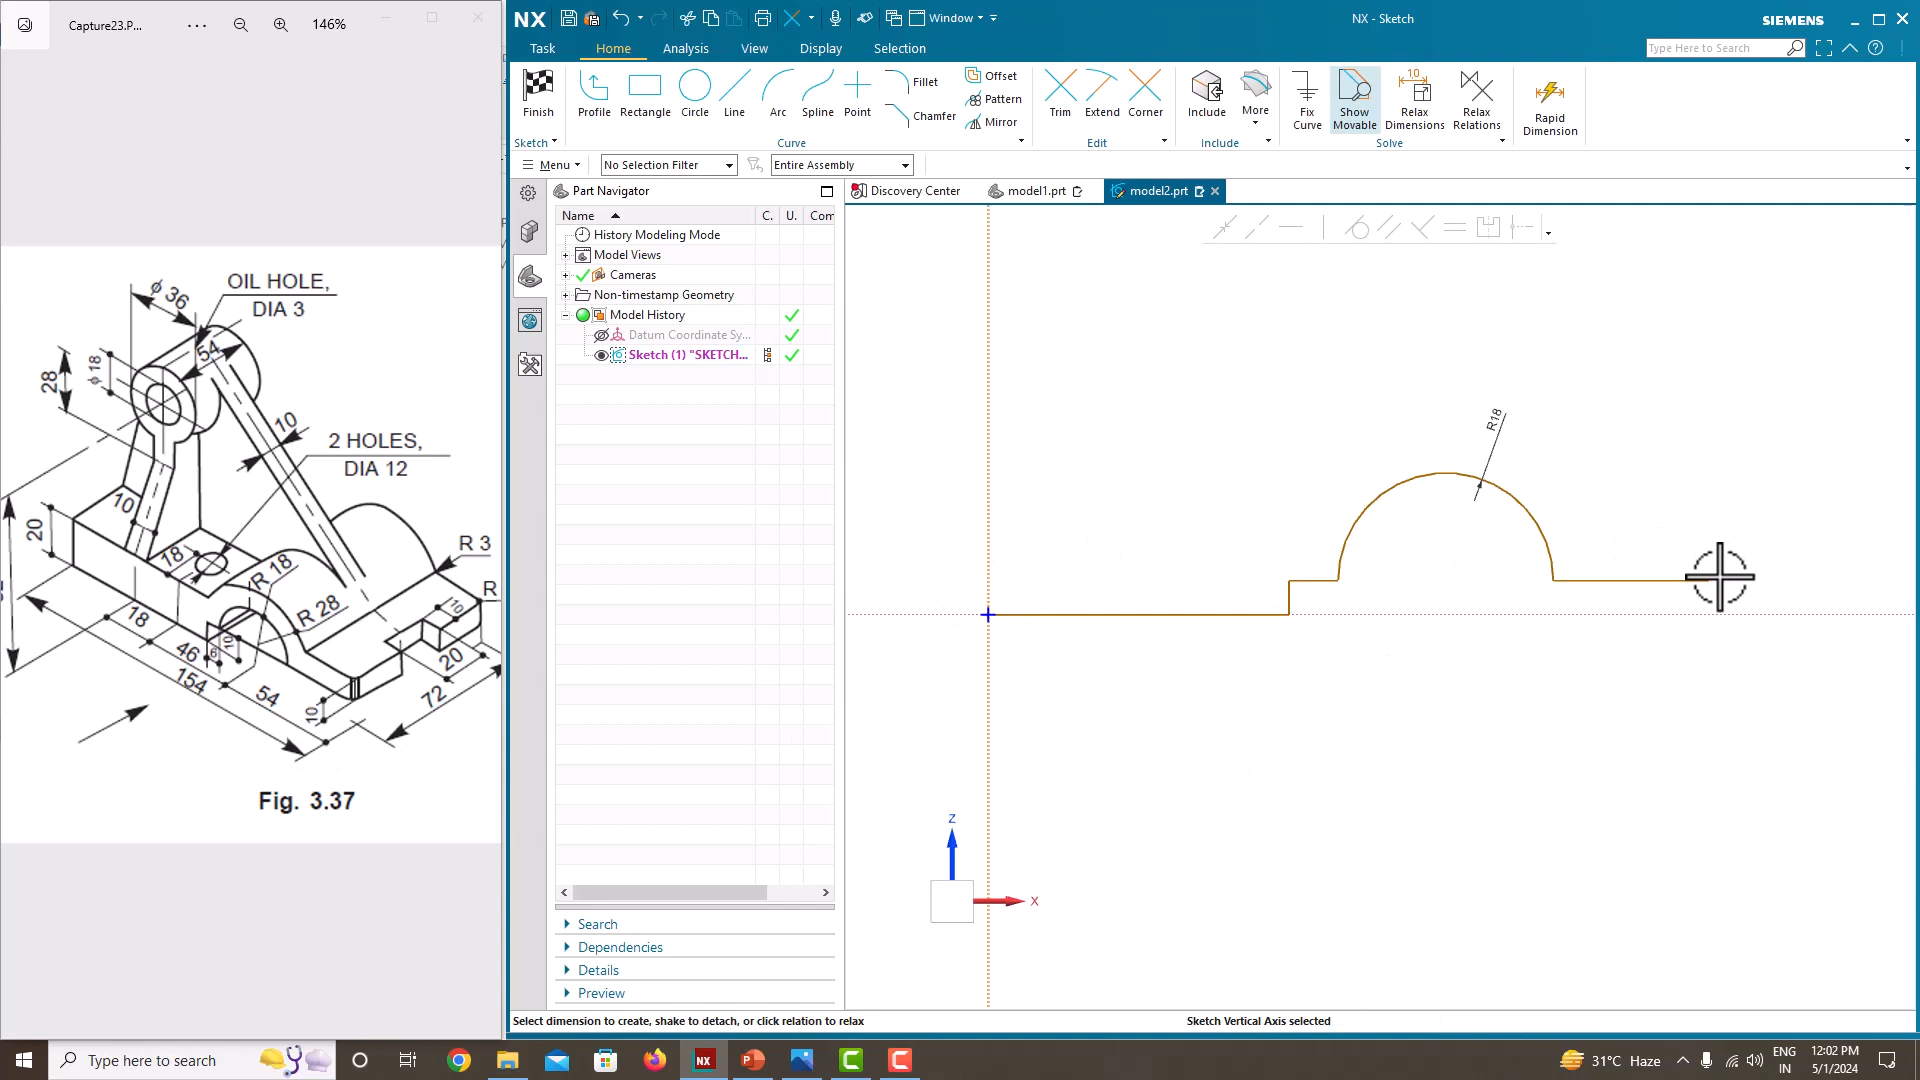 Capture23.P...
146%
NX
Window
NX - Sketch
SIEMENS
Task
Home
Analysis
View
Display
Selection
Type Here to Search
Finish
Profile
Rectangle
Circle
Line
Arc
Spline
Point
Fillet
Chamfer
Offset
Pattern
Mirror
Trim
Extend
Corner
Include
More
Fix Curve
Show Movable
Relax Dimensions
Relax Relations
Rapid Dimension
Sketch
Curve
Edit
Include
Solve
Menu
No Selection Filter
Entire Assembly
Part Navigator
Discovery Center
model1.prt
model2.prt
Name
C.
U.
Com
History Modeling Mode
Model Views
Cameras
Non-timestamp Geometry
Model History
Datum Coordinate Sy...
Sketch (1) "SKETCH...
Search
Dependencies
Details
Preview
OIL HOLE,
DIA 3
ϕ 36
54
28
ϕ 18
10
2 HOLES,
DIA 12
10
20
18
R 18
R 3
R
R 28
10
18
46
6
10
154
54
10
20
72
Fig. 3.37
R18
Z
X
Select dimension to create, shake to detach, or click relation to relax
Sketch Vertical Axis selected
Type here to search
31°C Haze
ENG
IN
12:02 PM
5/1/2024